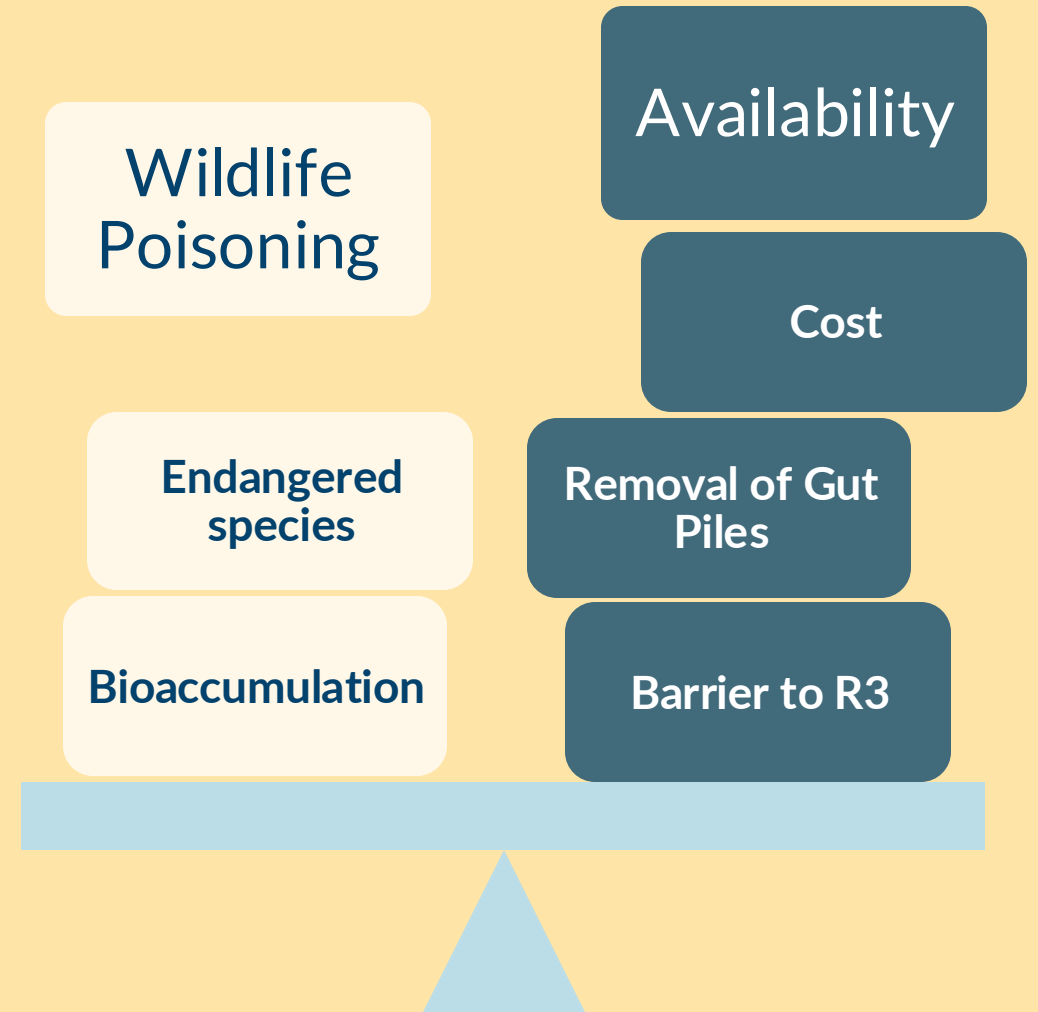 Wildlife
Poisoning
Endangered
species
Bioaccumulation
Availability
Cost
Removal of Gut
Piles
Barrier to R3